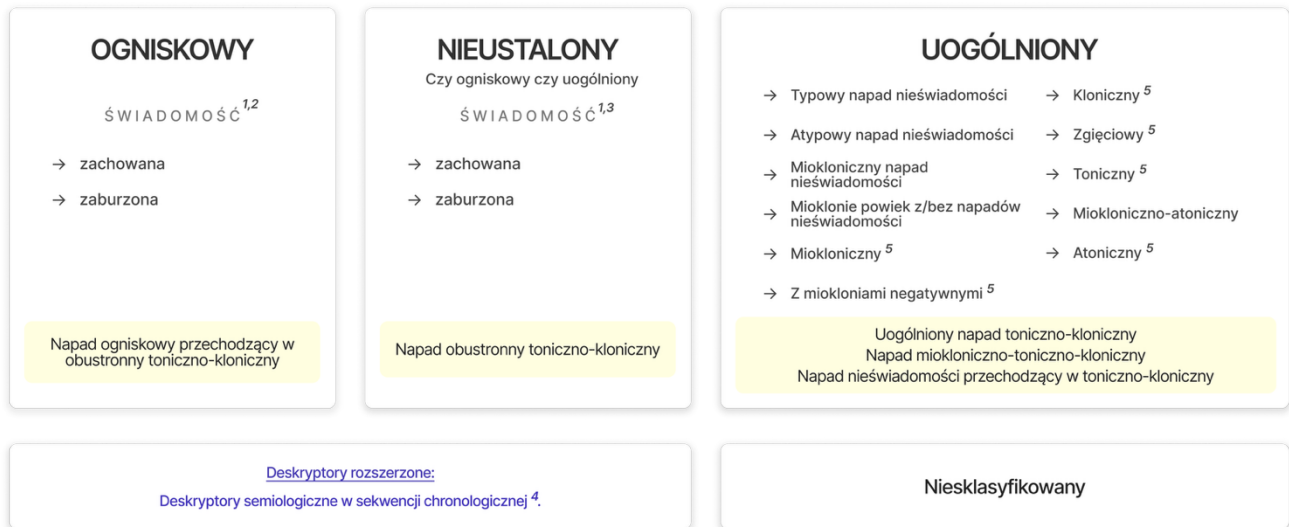 OGNISKOWY
ŚWIADOMOŚĆ 1,2
→ zachowana
→ zaburzona
Napad ogniskowy przechodzący w
obustronny toniczno-kloniczny
NIEUSTALONY
Czy ogniskowy czy uogólniony
ŚWIADOMOŚĆ 1,3
→ zachowana
→ zaburzona
Napad obustronny toniczno-kloniczny
UOGÓLNIONY
→ Typowy napad nieświadomości
→ Atypowy napad nieświadomości
→ Miokloniczny napad
nieświadomości
→ Mioklonie powiek z/bez napadów
nieświadomości
→ Miokloniczny 5
→ Z miokloniami negatywnymi 5
→ Kloniczny 5
→ Zgięciowy 5
→ Toniczny 5
→ Miokloniczno-atoniczny
→ Atoniczny 5
Uogólniony napad toniczno-kloniczny
Napad miokloniczno-toniczno-kloniczny
Napad nieświadomości przechodzący w toniczno-kloniczny
Deskryptory rozszerzone:
Deskryptory semiologiczne w sekwencji chronologicznej 4.
Niesklasyfikowany